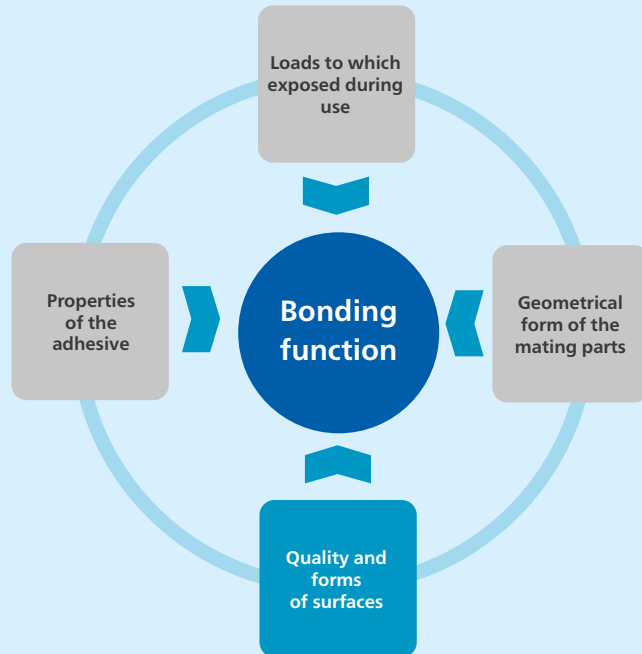 Loads to which
exposed during
use
Properties
of the
adhesive
Bonding
function
Geometrical
form of the
mating parts
Quality and
forms
of surfaces